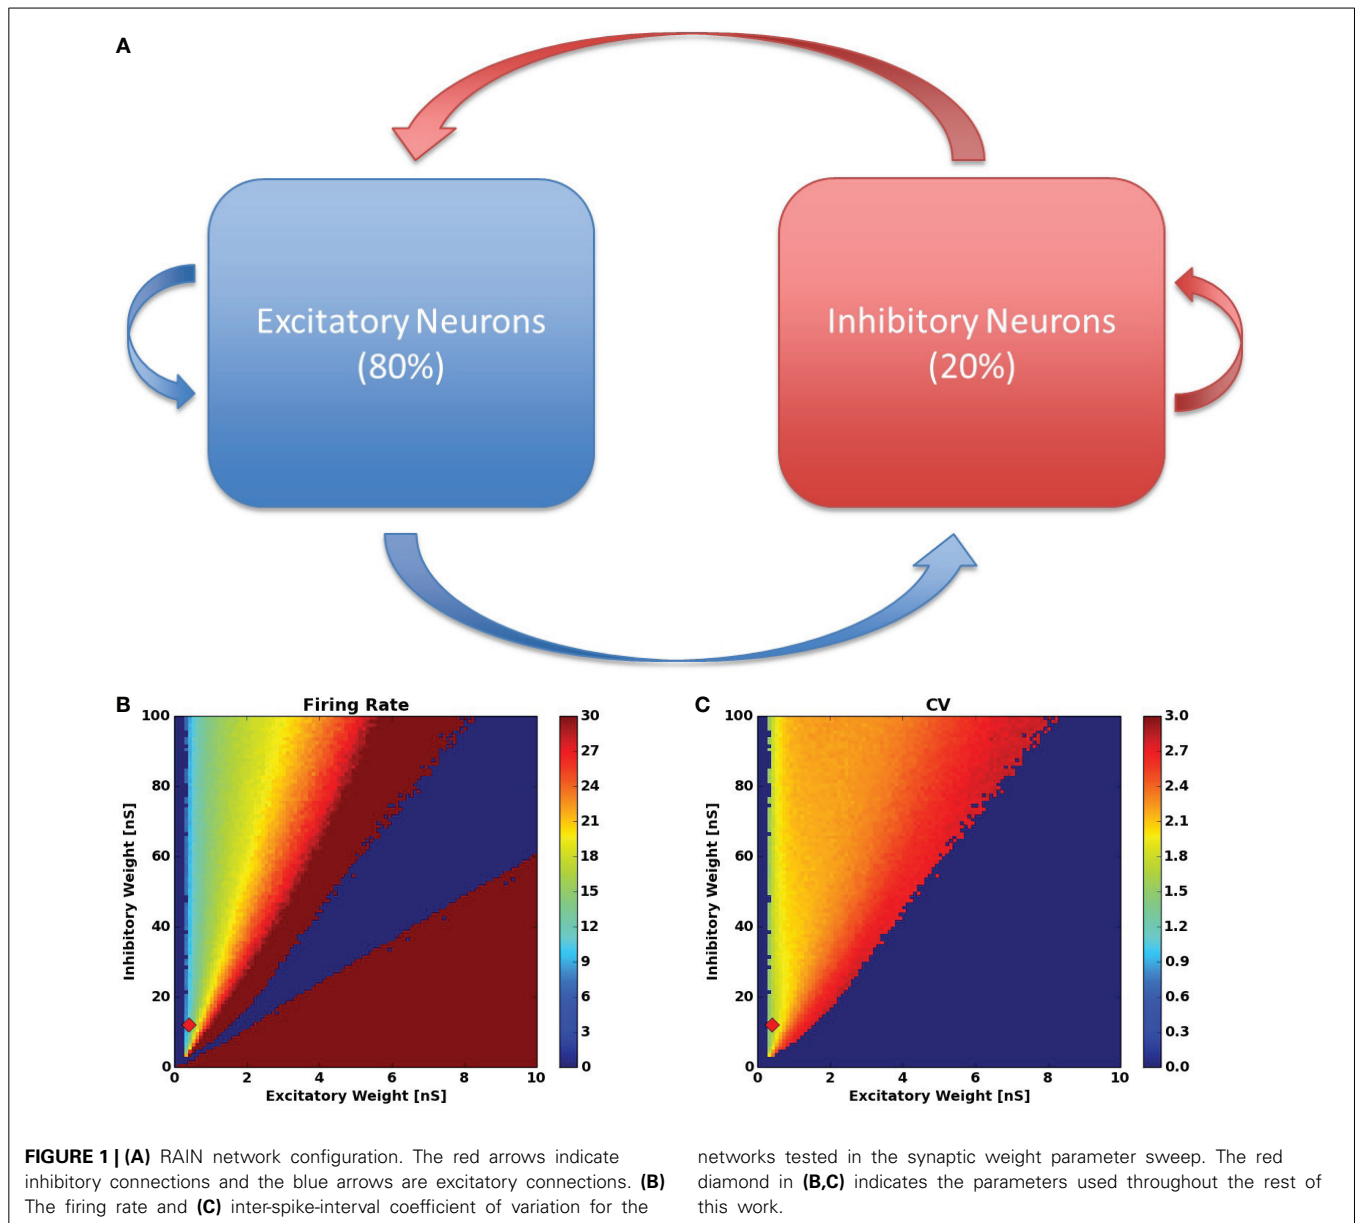 A
Excitatory Neurons
(80%)
Inhibitory Neurons
(20%)
B
Firing Rate
100
80
60
40
20
0
Inhibitory Weight [nS]
0 2 4 6 8 10
Excitatory Weight [nS]
30
27
24
21
18
15
12
9
6
3
0
C
CV
100
80
60
40
20
0
Inhibitory Weight [nS]
0 2 4 6 8 10
Excitatory Weight [nS]
3.0
2.7
2.4
2.1
1.8
1.5
1.2
0.9
0.6
0.3
0.0
FIGURE 1 | (A) RAIN network configuration. The red arrows indicate
inhibitory connections and the blue arrows are excitatory connections. (B)
The firing rate and (C) inter-spike-interval coefficient of variation for the
networks tested in the synaptic weight parameter sweep. The red
diamond in (B,C) indicates the parameters used throughout the rest of
this work.